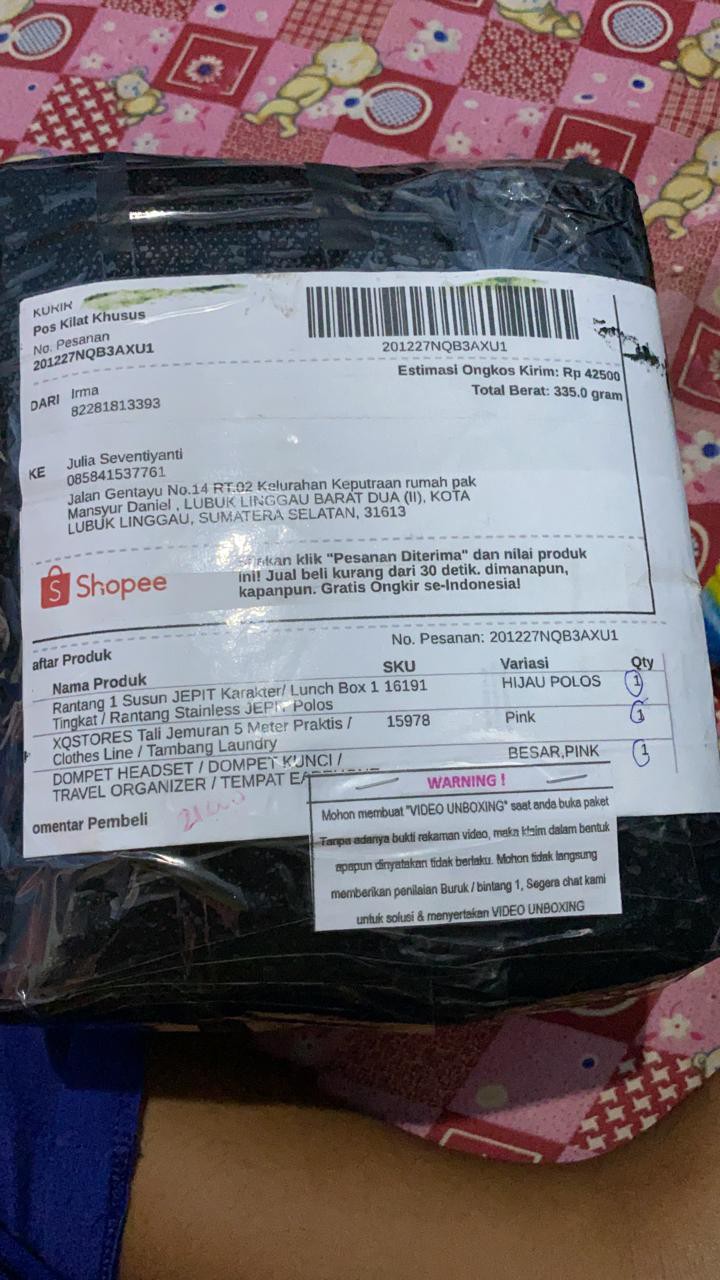 KURIR
Pos Kilat Khusus
No. Pesanan
201227NQB3AXU1
201227NQB3AXU1
Estimasi Ongkos Kirim: Rp 42500
Total Berat: 335.0 gram
DARI Irma
82281813393
KE Julia Seventiyanti
085841537761
Jalan Gentayu No.14 RT.02 Kelurahan Keputraan rumah pak
Mansyur Daniel , LUBUK LINGGAU BARAT DUA (II), KOTA
LUBUK LINGGAU, SUMATERA SELATAN, 31613
Shopee
klik "Pesanan Diterima" dan nilai produk
ini! Jual beli kurang dari 30 detik. dimanapun,
kapanpun. Gratis Ongkir se-Indonesia!
No. Pesanan: 201227NQB3AXU1
aftar Produk
Nama Produk SKU Variasi Qty
Rantang 1 Susun JEPIT Karakter/ Lunch Box 1 16191 HIJAU POLOS 1
Tingkat / Rantang Stainless JEPIT Polos
XQSTORES Tali Jemuran 5 Meter Praktis / 15978 Pink 1
Clothes Line / Tambang Laundry
DOMPET HEADSET / DOMPET KUNCI / BESAR,PINK 1
TRAVEL ORGANIZER / TEMPAT
omentar Pembeli
WARNING !
Mohon membuat "VIDEO UNBOXING" saat anda buka paket
Tanpa adanya bukti rakaman video, maka klaim dalam bentuk
apapun dinyatakan tidak berlaku. Mohon tidak langsung
memberikan penilaian Buruk / bintang 1, Segera chat kami
untuk solusi & menyertakan VIDEO UNBOXING